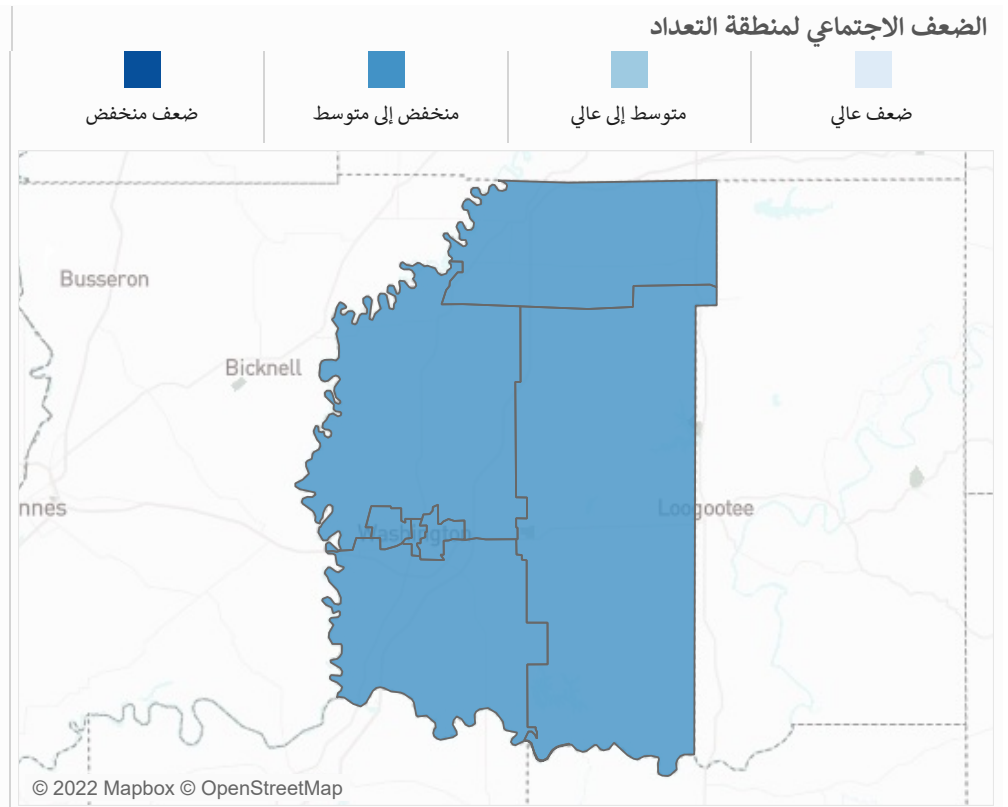 الضعف الاجتماعي لمنطقة التعداد
ضعف عالي
متوسط إلى عالي
منخفض إلى متوسط
ضعف منخفض
Busseron
Bicknell
nnes
Washington
Loogootee
© 2022 Mapbox © OpenStreetMap